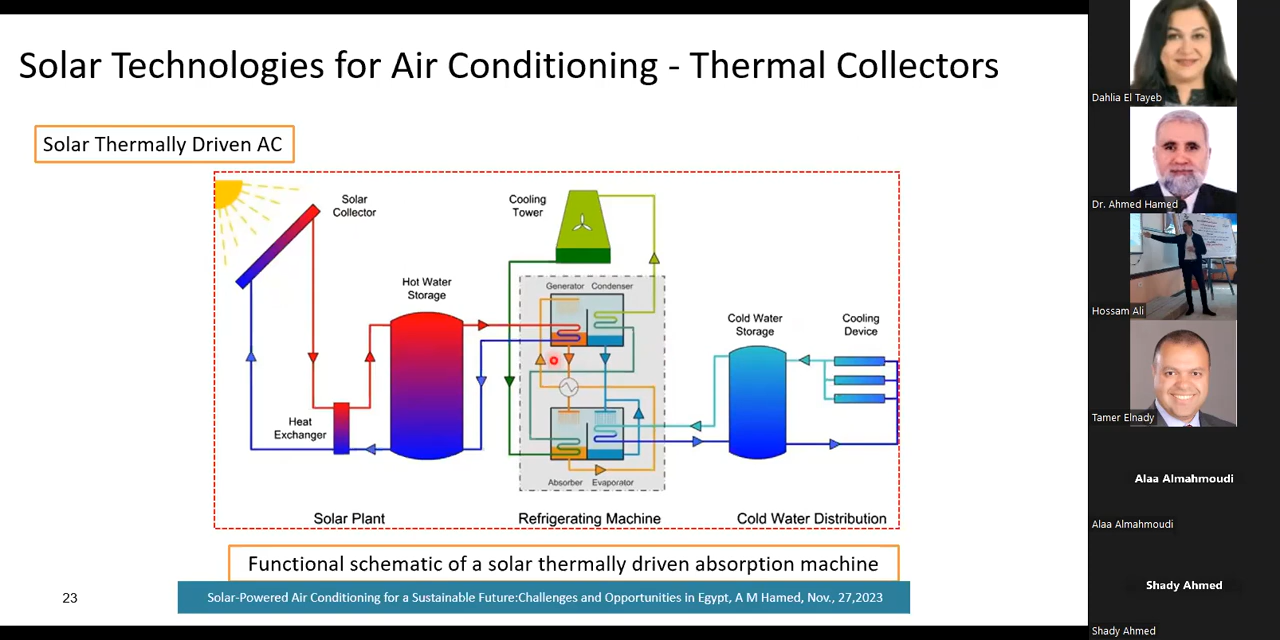 Solar Technologies for Air Conditioning - Thermal Collectors
Solar Thermally Driven AC
Solar
Collector
Cooling
Tower
Hot Water
Storage
Generator
Condenser
Cold Water
Storage
Cooling
Device
Heat
Exchanger
Absorber
Evaporator
Solar Plant
Refrigerating Machine
Cold Water Distribution
Functional schematic of a solar thermally driven absorption machine
23
Solar-Powered Air Conditioning for a Sustainable Future:Challenges and Opportunities in Egypt, A M Hamed, Nov., 27,2023
Dahlia El Tayeb
Dr. Ahmed Hamed
Hossam Ali
Tamer Elnady
Alaa Almahmoudi
Alaa Almahmoudi
Shady Ahmed
Shady Ahmed